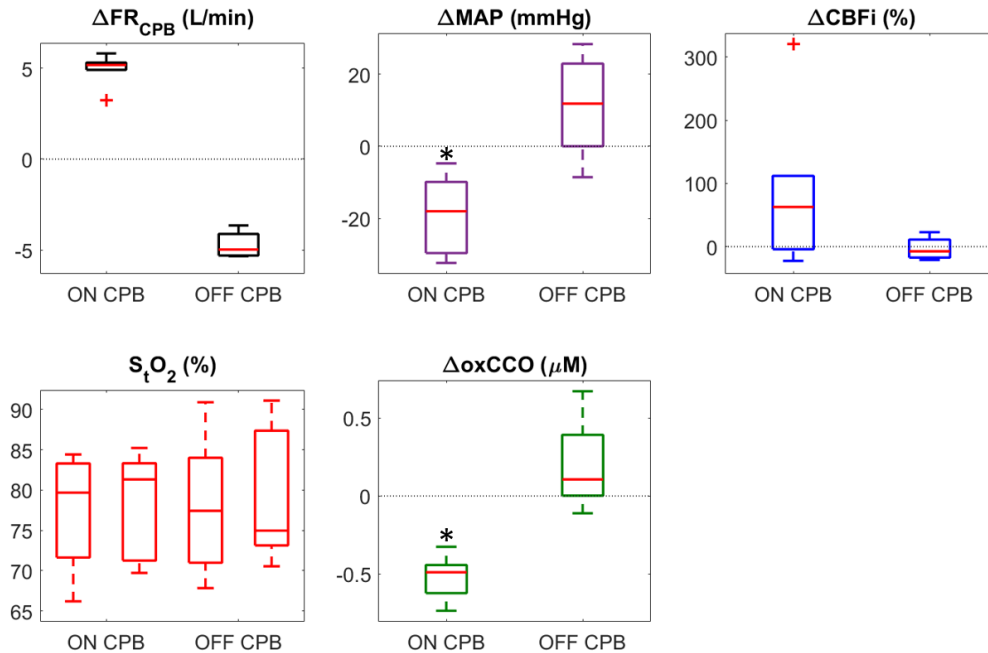 ΔFR_CPB (L/min)
5
0
-5
ON CPB OFF CPB
ΔMAP (mmHg)
20
0
-20
*
ON CPB OFF CPB
ΔCBFi (%)
300
200
100
0
ON CPB OFF CPB
S_tO_2 (%)
90
85
80
75
70
65
ON CPB OFF CPB
ΔoxCCO (μM)
0.5
0
-0.5
*
ON CPB OFF CPB